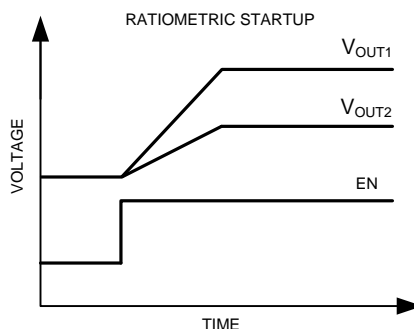 RATIOMETRIC STARTUP
VOUT1
VOUT2
EN
VOLTAGE
TIME